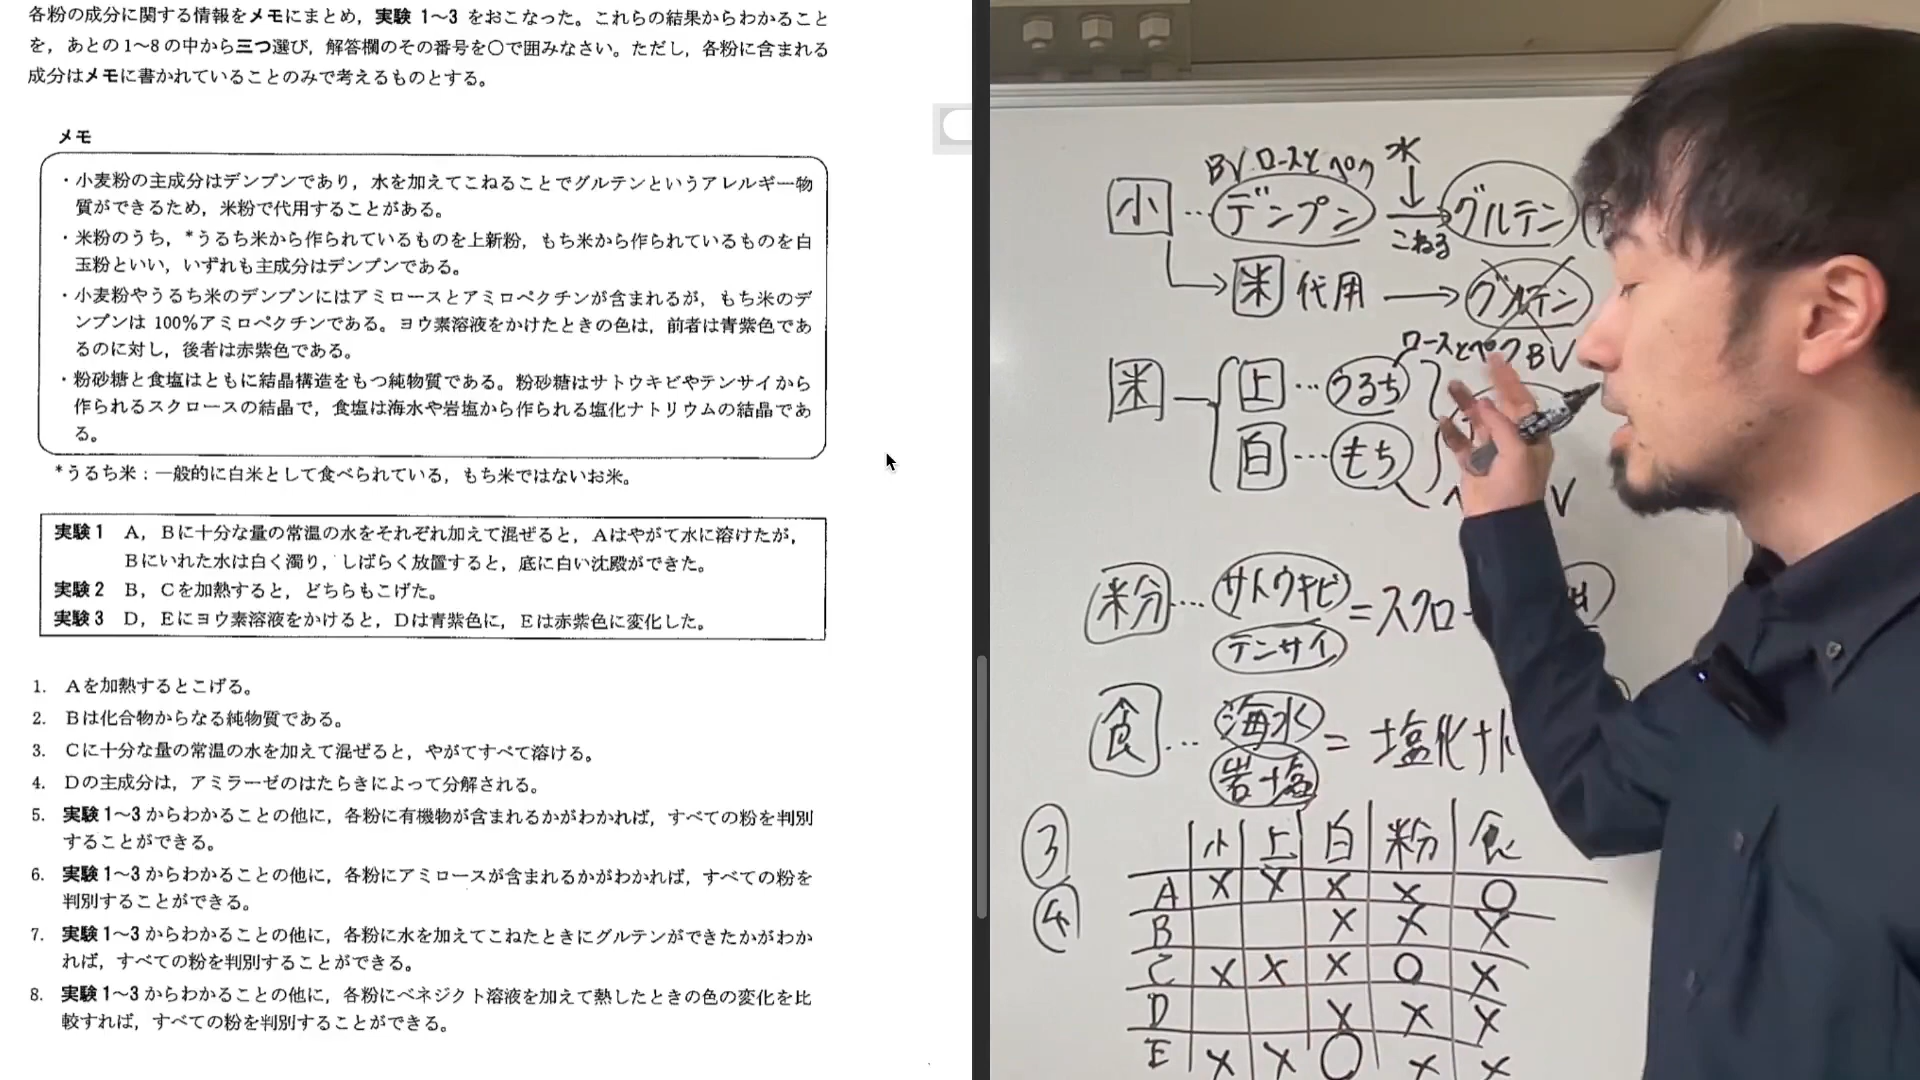 各粉の成分に関する情報をメモにまとめ，実験 1〜3 をおこなった。これらの結果からわかること
を，あとの1〜8 の中から三つ選び，解答欄のその番号を〇で囲みなさい。ただし，各粉に含まれる
成分はメモに書かれていることのみで考えるものとする。
メモ
・小麦粉の主成分はデンプンであり，水を加えてこねることでグルテンというアレルギー物
質ができるため，米粉で代用することがある。
・米粉のうち，*うるち米から作られているものを上新粉，もち米から作られているものを白
玉粉といい，いずれも主成分はデンプンである。
・小麦粉やうるち米のデンプンにはアミロースとアミロペクチンが含まれるが，もち米のデ
ンプンは 100%アミロペクチンである。ヨウ素溶液をかけたときの色は，前者は青紫色であ
るのに対し，後者は赤紫色である。
・粉砂糖と食塩はともに結晶構造をもつ純物質である。粉砂糖はサトウキビやテンサイから
作られるスクロースの結晶で，食塩は海水や岩塩から作られる塩化ナトリウムの結晶であ
る。
*うるち米：一般的に白米として食べられている，もち米ではないお米。
実験1 A，Bに十分な量の常温の水をそれぞれ加えて混ぜると，Aはやがて水に溶けたが，
Bにいれた水は白く濁り，しばらく放置すると，底に白い沈殿ができた。
実験2 B，Cを加熱すると，どちらもこげた。
実験3 D，Eにヨウ素溶液をかけると，Dは青紫色に，Eは赤紫色に変化した。
1. Aを加熱するとこげる。
2. Bは化合物からなる純物質である。
3. Cに十分な量の常温の水を加えて混ぜると，やがてすべて溶ける。
4. Dの主成分は，アミラーゼのはたらきによって分解される。
5. 実験1〜3 からわかることの他に，各粉に有機物が含まれるかがわかれば，すべての粉を判別
することができる。
6. 実験1〜3 からわかることの他に，各粉にアミロースが含まれるかがわかれば，すべての粉を
判別することができる。
7. 実験1〜3 からわかることの他に，各粉に水を加えてこねたときにグルテンができたかがわか
れば，すべての粉を判別することができる。
8. 実験1〜3 からわかることの他に，各粉にベネジクト溶液を加えて熱したときの色の変化を比
較すれば，すべての粉を判別することができる。
BV ロースとペク 水
小 … デンプン → グルテン
こねる
米 代用 → グルテン
ロースとペク BV
米 上 … うるち
白 … もち
V
粉 … サトウキビ = スクロ
テンサイ
食 … 海水 = 塩化ナト
岩塩
③ 小 上 白 粉 食
④ A × × × × ○
B × × ×
C × × × ○ ×
D × × ×
E × × ○ × ×